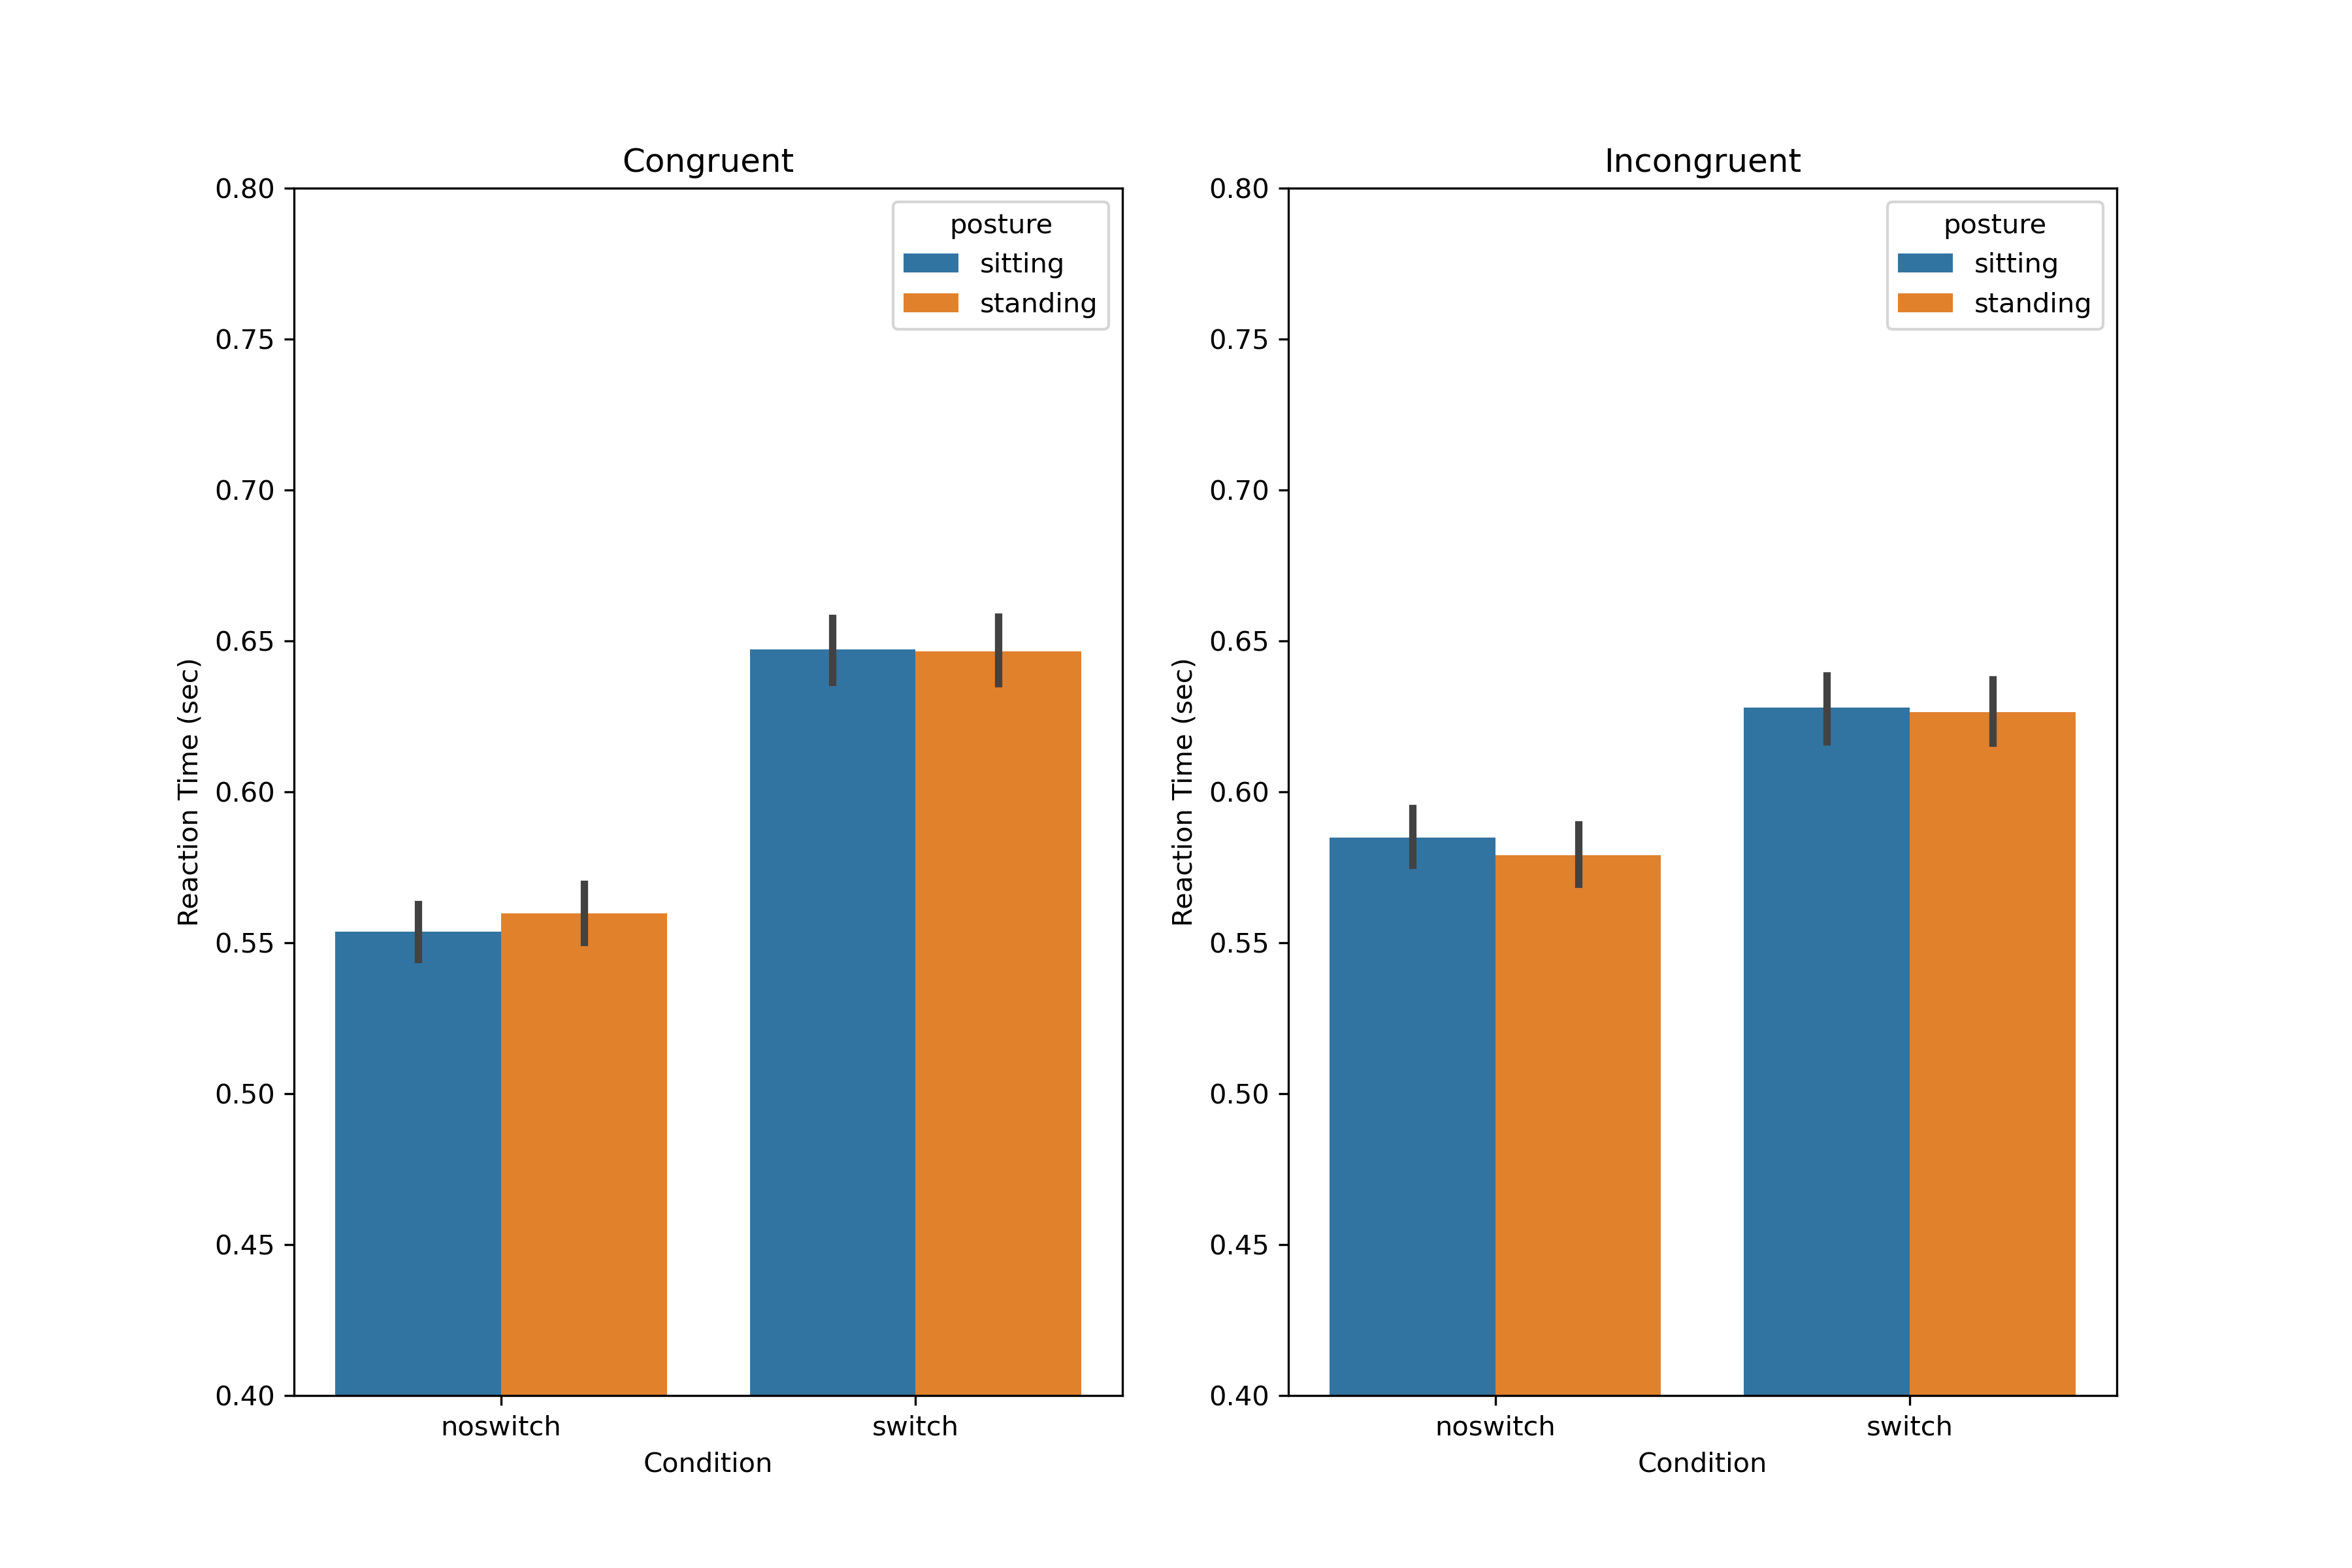 Congruent
0.80
0.75
0.70
0.65
0.60
0.55
0.50
0.45
0.40
Reaction Time (sec)
posture
sitting
standing
noswitch switch
Condition
Incongruent
0.80
0.75
0.70
0.65
0.60
0.55
0.50
0.45
0.40
Reaction Time (sec)
posture
sitting
standing
noswitch switch
Condition